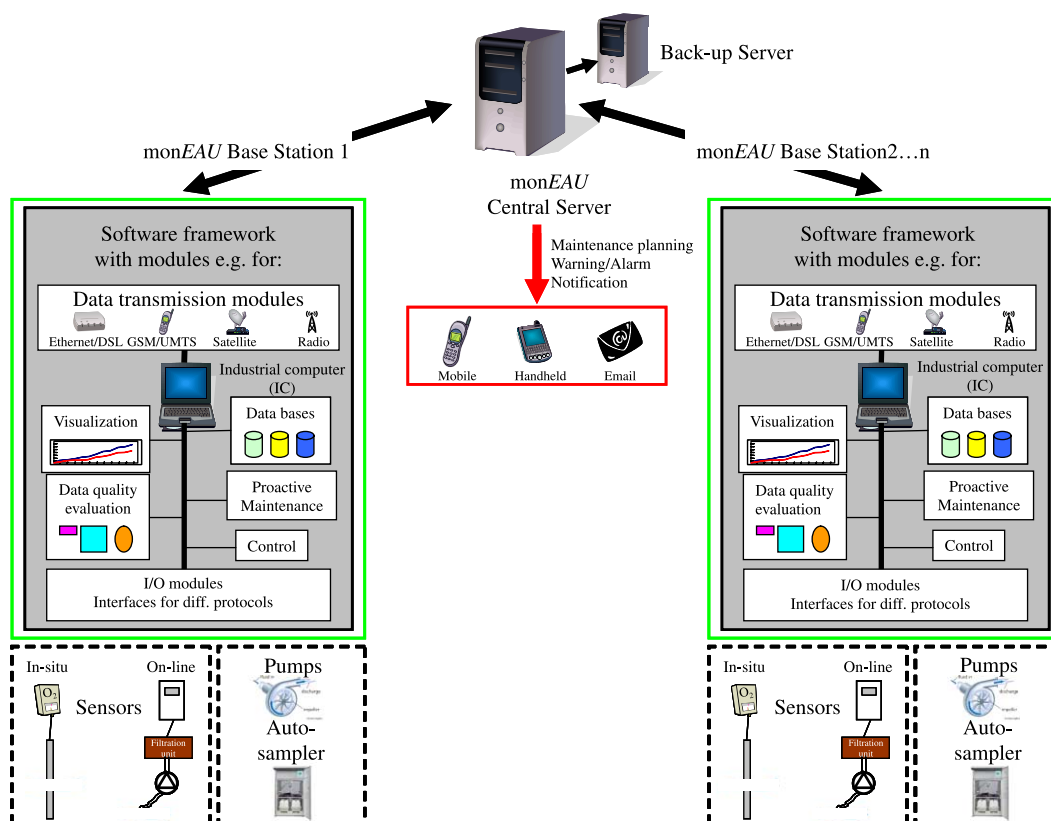 Back-up Server
monEAU Base Station 1
monEAU Base Station2…n
monEAU
Central Server
Maintenance planning
Warning/Alarm
Notification
Mobile
Handheld
Email
Software framework
with modules e.g. for:
Data transmission modules
Ethernet/DSL
GSM/UMTS
Satellite
Radio
Industrial computer
(IC)
Visualization
Data bases
Data quality
evaluation
Proactive
Maintenance
Control
I/O modules
Interfaces for diff. protocols
In-situ
On-line
O2
Sensors
Filtration
unit
Pumps
discharge
impeller
Auto-
sampler
Software framework
with modules e.g. for:
Data transmission modules
Ethernet/DSL
GSM/UMTS
Satellite
Radio
Industrial computer
(IC)
Visualization
Data bases
Data quality
evaluation
Proactive
Maintenance
Control
I/O modules
Interfaces for diff. protocols
In-situ
On-line
O2
Sensors
Filtration
unit
Pumps
discharge
impeller
Auto-
sampler